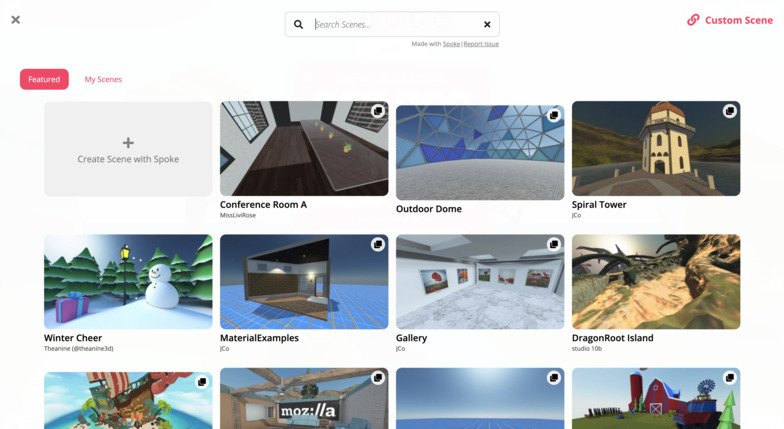 Search Scenes...
Custom Scene
Made with Spoke | Report Issue
Featured
My Scenes
Create Scene with Spoke
Conference Room A
MissLiviRose
Outdoor Dome
Spiral Tower
JCo
Winter Cheer
Theanine (@theanine3d)
MaterialExamples
JCo
Gallery
JCo
DragonRoot Island
studio 10b
moz://a